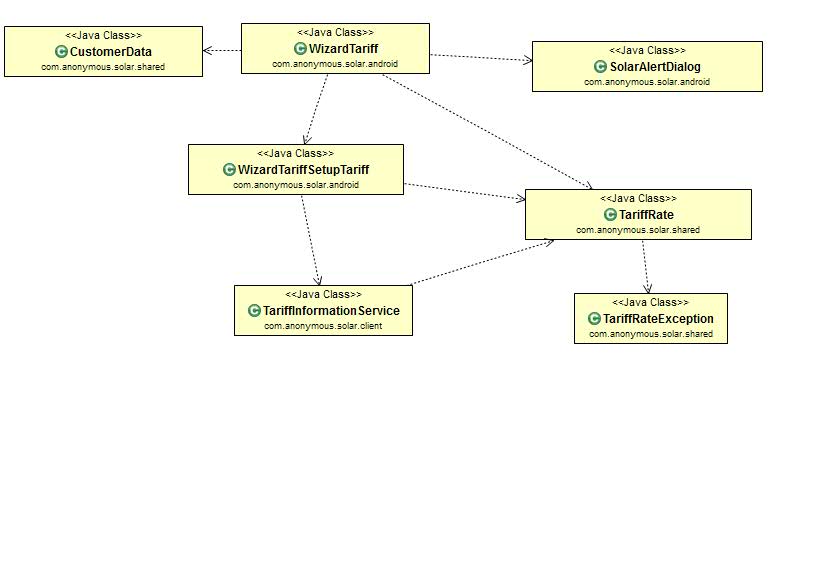 <<Java Class>>
CustomerData
com.anonymous.solar.shared
<<Java Class>>
WizardTariff
com.anonymous.solar.android
<<Java Class>>
SolarAlertDialog
com.anonymous.solar.android
<<Java Class>>
WizardTariffSetupTariff
com.anonymous.solar.android
<<Java Class>>
TariffRate
com.anonymous.solar.shared
<<Java Class>>
TariffInformationService
com.anonymous.solar.client
<<Java Class>>
TariffRateException
com.anonymous.solar.shared